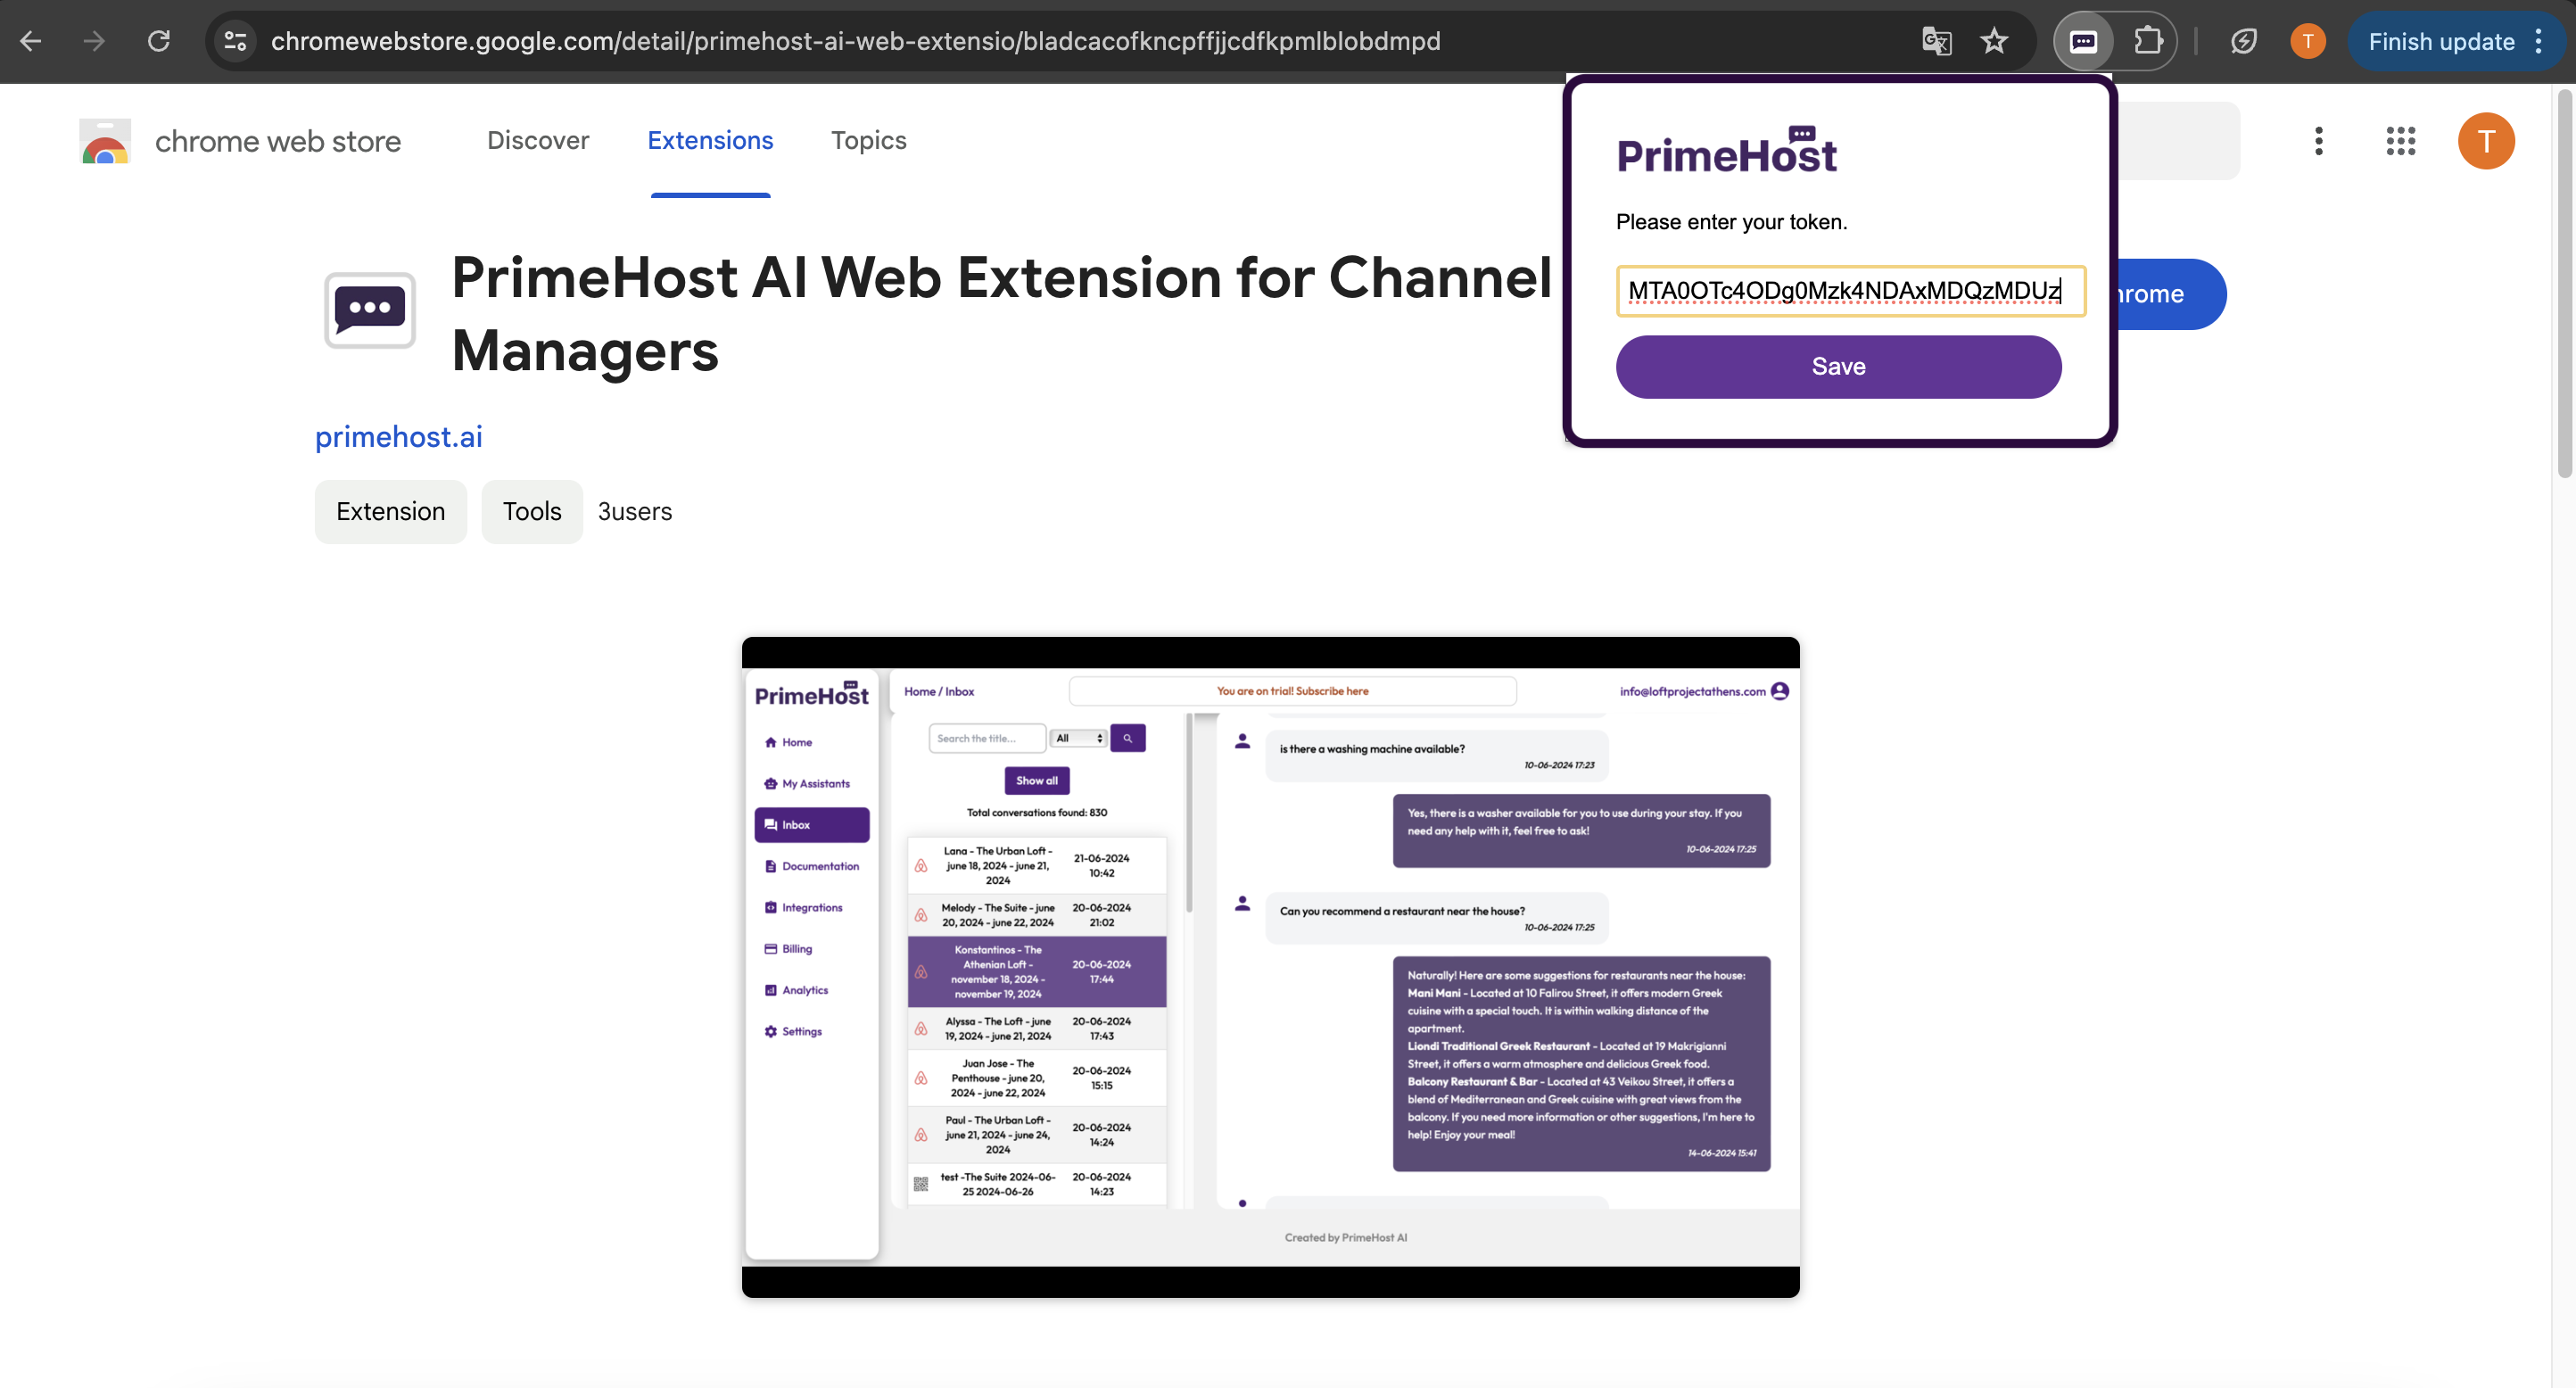 chromewebstore.google.com/detail/primehost-ai-web-extensio/bladcacofkncpffjjcdfkpmlblobdmpd
T
Finish update
chrome web store
Discover
Extensions
Topics
T
PrimeHost
Please enter your token.
MTA0OTc4ODg0Mzk4NDAxMDQzMDUz
Save
hrome
PrimeHost AI Web Extension for Channel
Managers
primehost.ai
Extension
Tools
3users
PrimeHost
Home / Inbox
You are on trial! Subscribe here
info@loftprojectathens.com
Home
My Assistants
Inbox
Documentation
Integrations
Billing
Analytics
Settings
Search the title...
All
Show all
Total conversations found: 830
Lana - The Urban Loft -
june 18, 2024 - june 21,
2024
21-06-2024
10:42
Melody - The Suite - june
20, 2024 - june 22, 2024
20-06-2024
21:02
Konstantinos - The
Athenian Loft -
november 18, 2024 -
november 19, 2024
20-06-2024
17:44
Alyssa - The Loft - june
19, 2024 - june 21, 2024
20-06-2024
17:43
Juan Jose - The
Penthouse - june 20,
2024 - june 22, 2024
20-06-2024
15:15
Paul - The Urban Loft -
june 21, 2024 - june 24,
2024
20-06-2024
14:24
test -The Suite 2024-06-
25 2024-06-26
20-06-2024
14:23
is there a washing machine available?
10-06-2024 17:23
Yes, there is a washer available for you to use during your stay. If you
need any help with it, feel free to ask!
10-06-2024 17:25
Can you recommend a restaurant near the house?
10-06-2024 17:25
Naturally! Here are some suggestions for restaurants near the house:
Mani Mani - Located at 10 Falirou Street, it offers modern Greek
cuisine with a special touch. It is within walking distance of the
apartment.
Liondi Traditional Greek Restaurant - Located at 19 Makrigianni
Street, it offers a warm atmosphere and delicious Greek food.
Balcony Restaurant & Bar - Located at 43 Veikou Street, it offers a
blend of Mediterranean and Greek cuisine with great views from the
balcony. If you need more information or other suggestions, I'm here to
help! Enjoy your meal!
14-06-2024 15:41
Created by PrimeHost AI